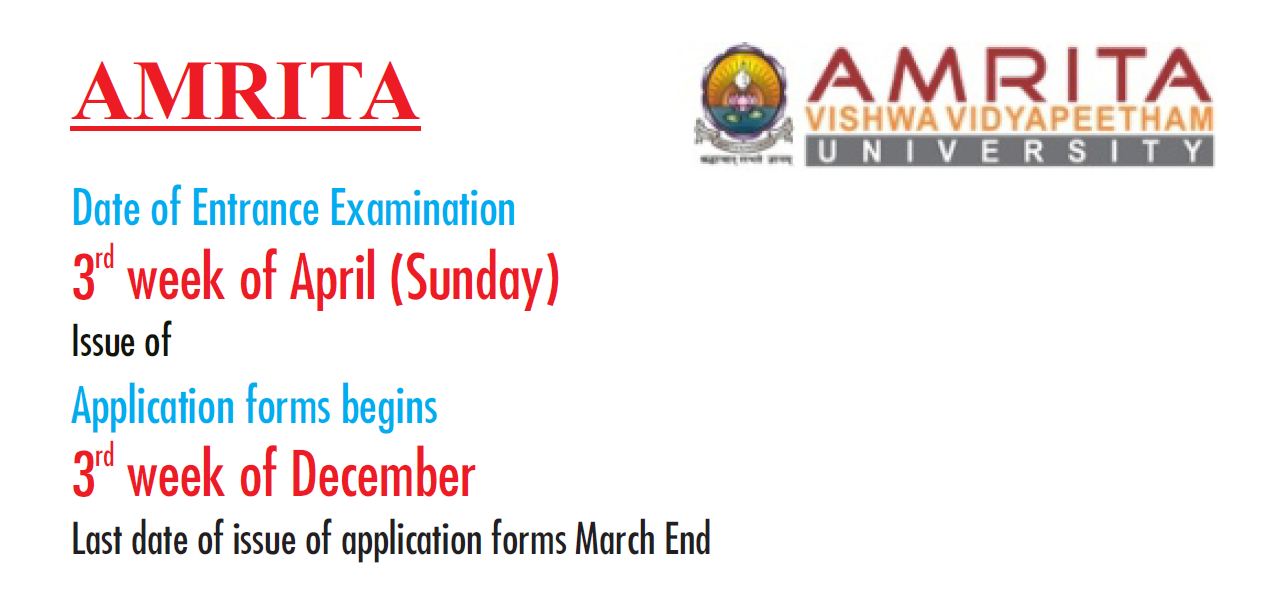 AMRITA
AMRITA
VISHWA VIDYAPEETHAM
UNIVERSITY
Date of Entrance Examination
3rd week of April (Sunday)
Issue of
Application forms begins
3rd week of December
Last date of issue of application forms March End